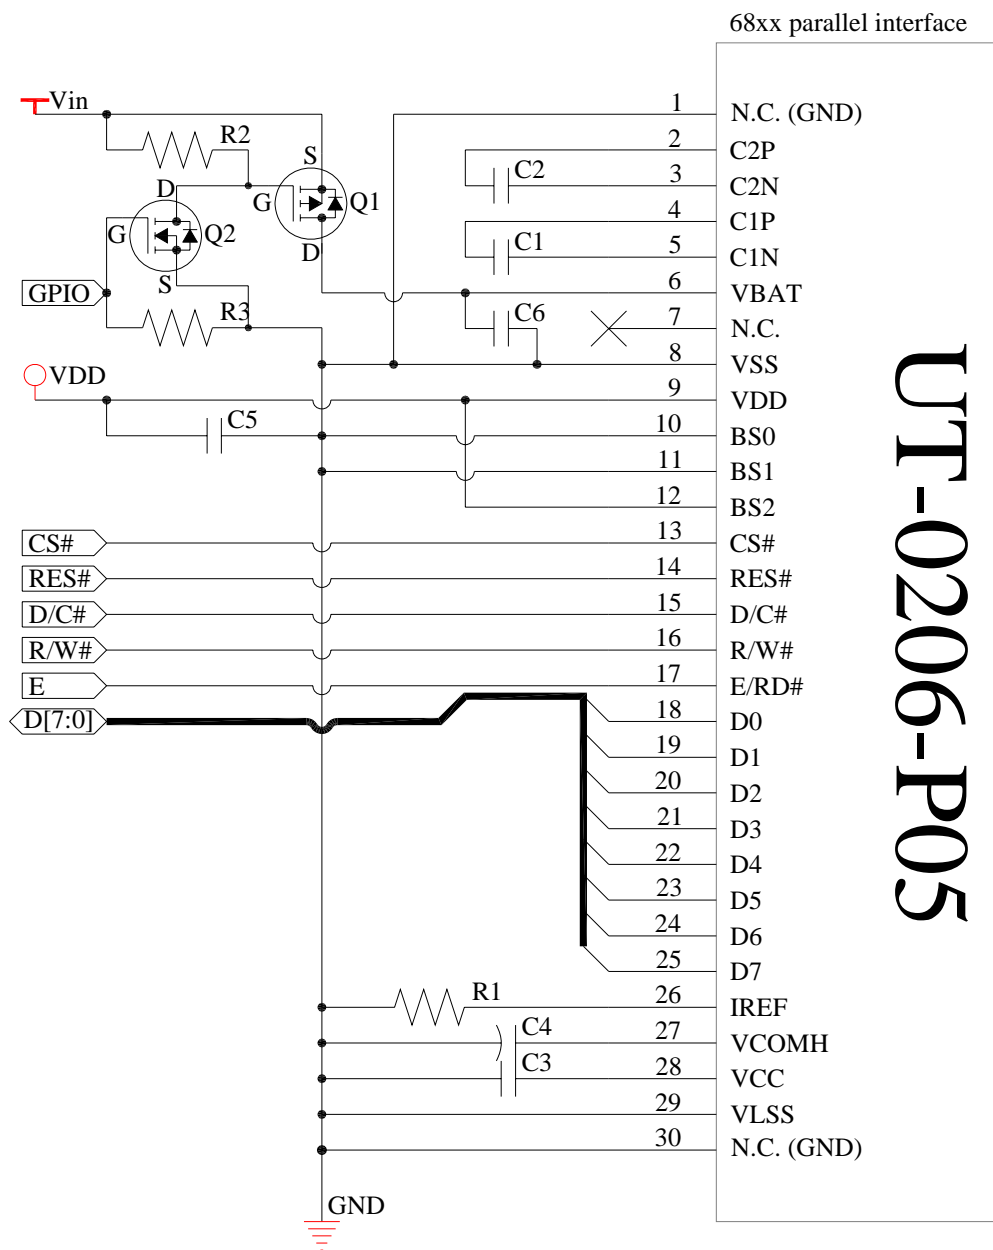 68xx parallel interface
Vin
R2
S
D
G
Q1
G
Q2
D
S
GPIO
R3
VDD
C5
C2
C1
C6
1 N.C. (GND)
2 C2P
3 C2N
4 C1P
5 C1N
6 VBAT
7 N.C.
8 VSS
9 VDD
10 BS0
11 BS1
12 BS2
CS# 13 CS#
RES# 14 RES#
D/C# 15 D/C#
R/W# 16 R/W#
E 17 E/RD#
D[7:0] 18 D0
19 D1
20 D2
21 D3
22 D4
23 D5
24 D6
25 D7
R1 26 IREF
C4 27 VCOMH
C3 28 VCC
29 VLSS
30 N.C. (GND)
GND
UT-0206-P05